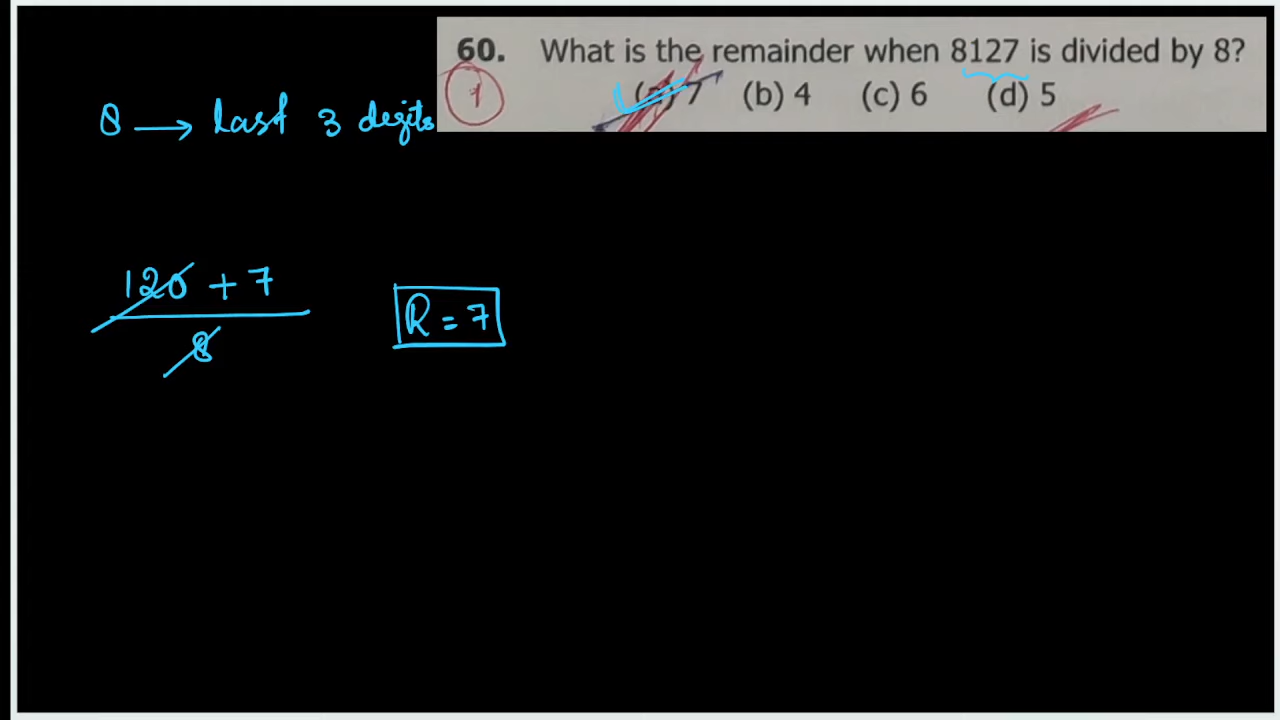 60. What is the remainder when 8127 is divided by 8?
(a) 7 (b) 4 (c) 6 (d) 5
8 → Last 3 degits
120 + 7
8
R = 7